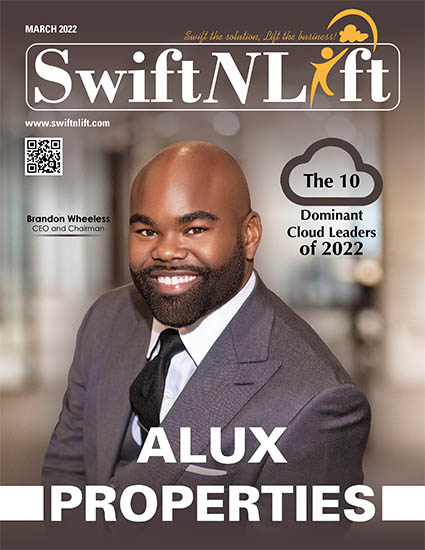 MARCH 2022
Swift the solution, Lift the business!
SwiftNLift
www.swiftnlift.com
The 10
Dominant
Cloud Leaders
of 2022
Brandon Wheeless
CEO and Chairman
ALUX
PROPERTIES